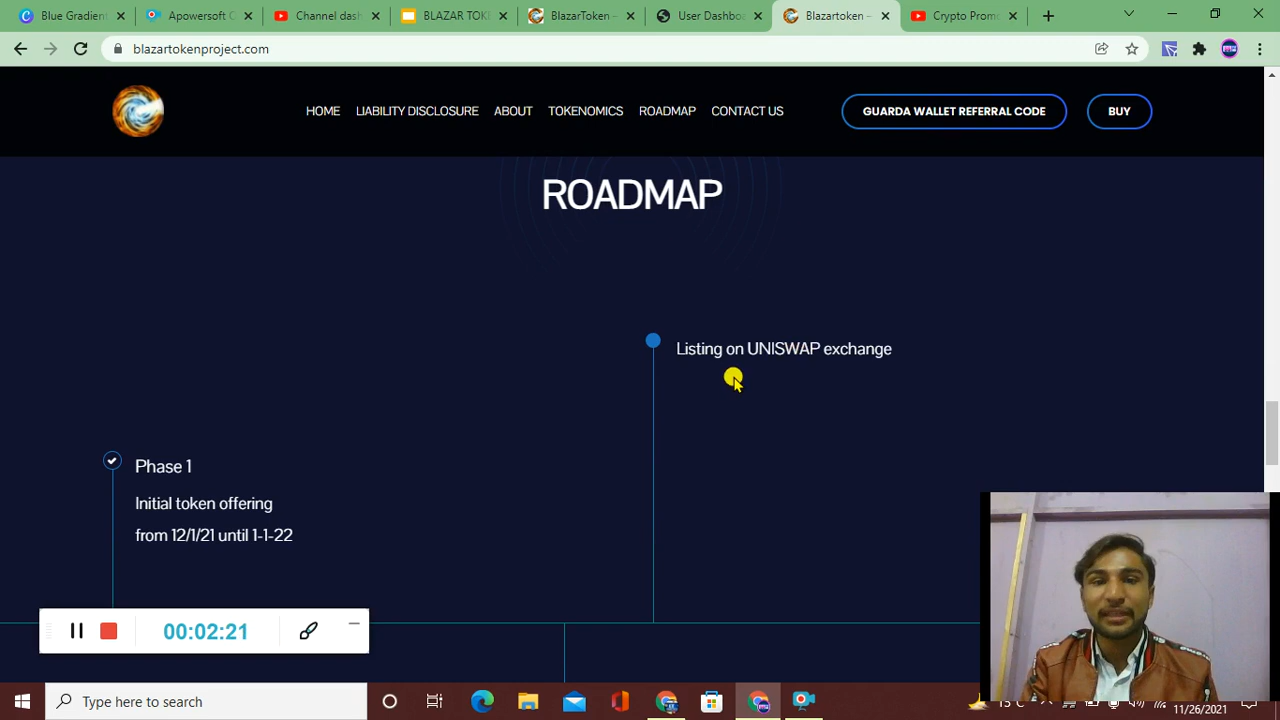 Blue Gradien
Apowersoft C
Channel das
BLAZAR TOK
BlazarToken –
User Dashbo
Blazartoken –
Crypto Prom
blazartokenproject.com
HOME
LIABILITY DISCLOSURE
ABOUT
TOKENOMICS
ROADMAP
CONTACT US
GUARDA WALLET REFERRAL CODE
BUY
ROADMAP
Listing on UNISWAP exchange
Phase 1
Initial token offering
from 12/1/21 until 1-1-22
00:02:21
Type here to search
11/26/2021